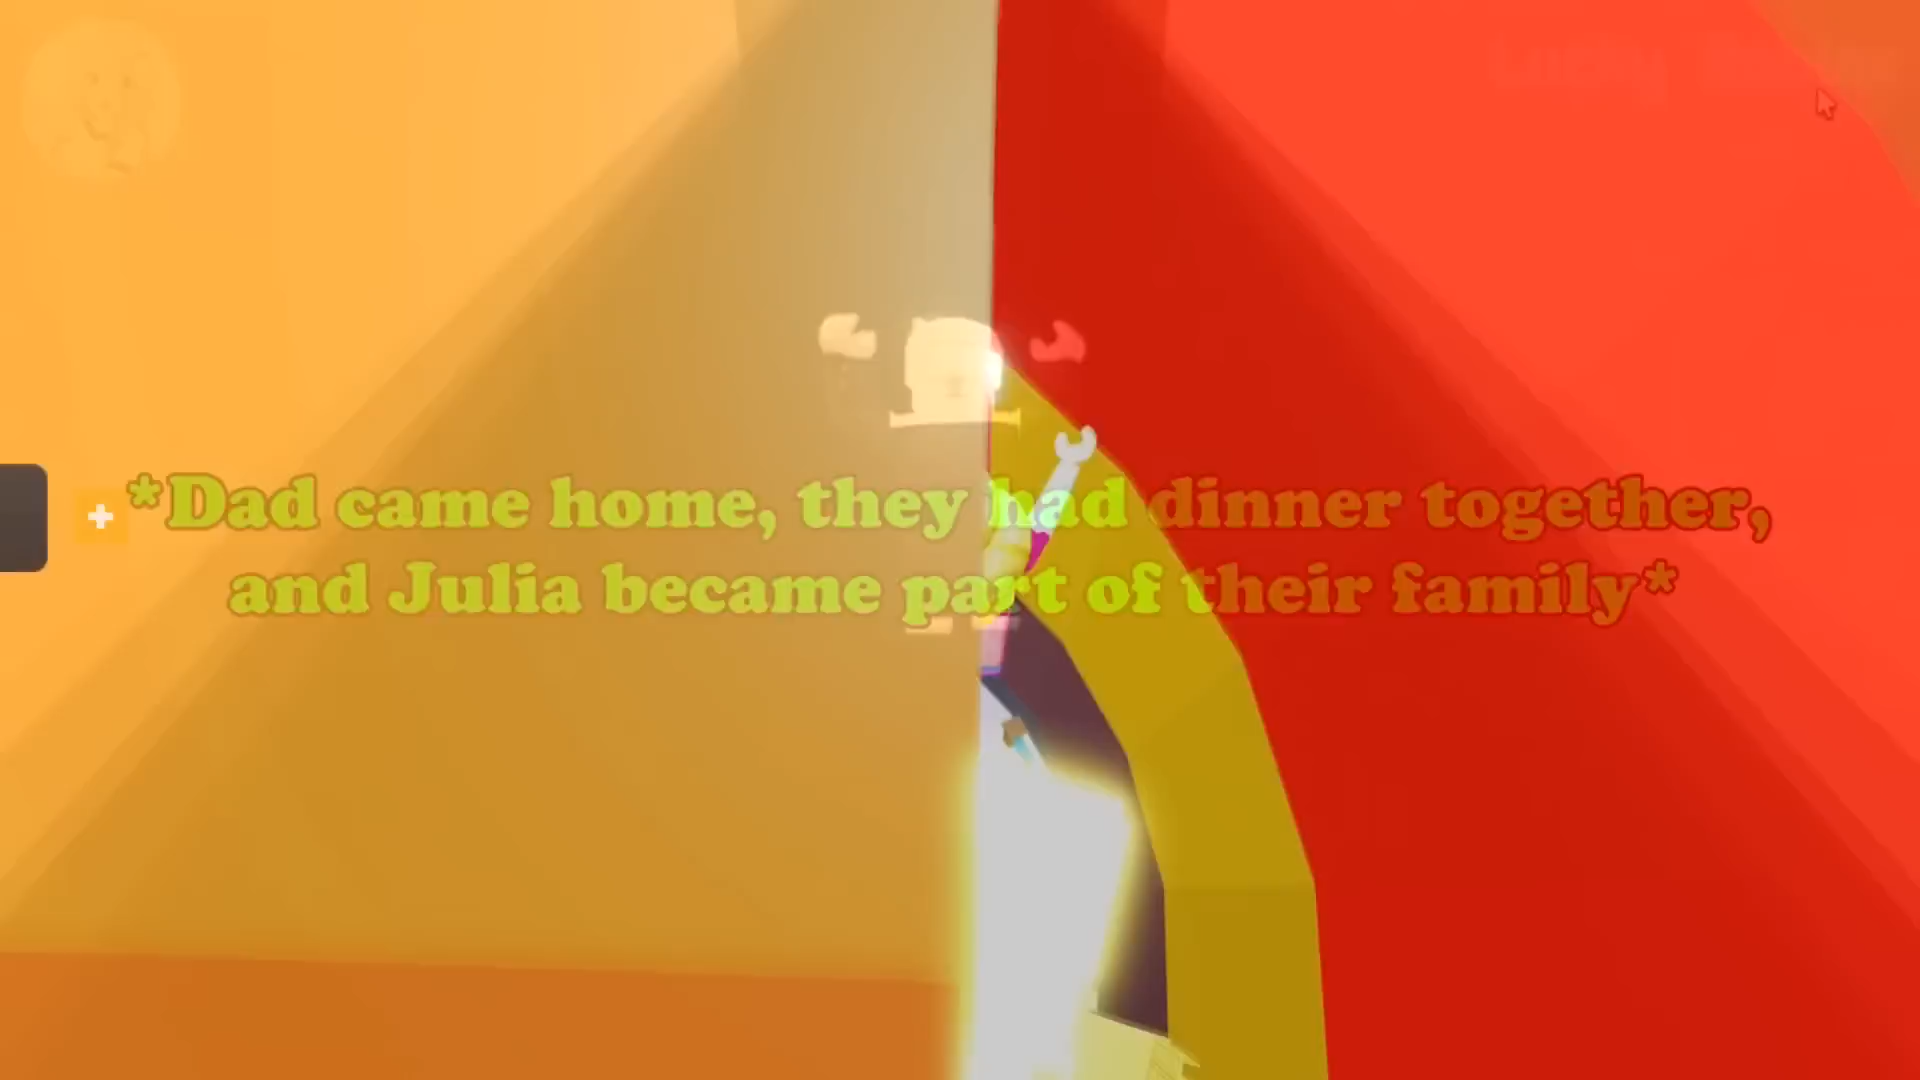 *Dad came home, they had dinner together,
and Julia became part of their family*